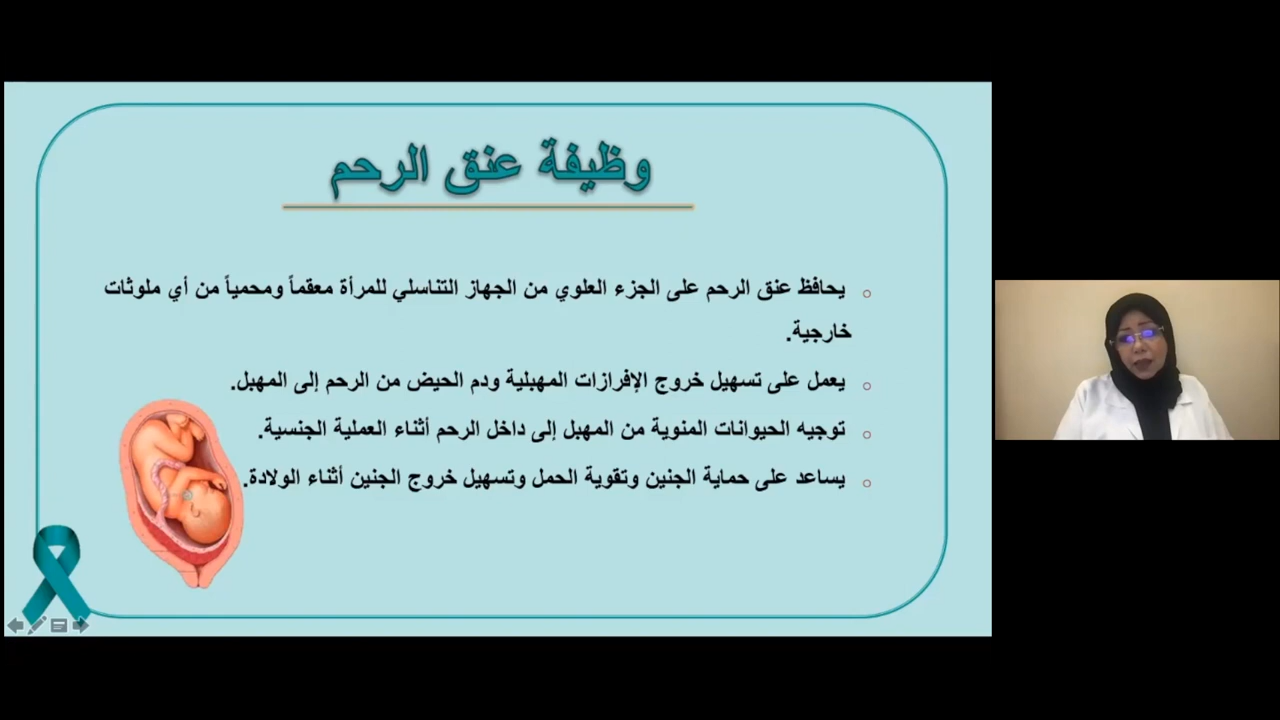 وظيفة عنق الرحم
يحافظ عنق الرحم على الجزء العلوي من الجهاز التناسلي للمرأة معقماً ومحمياً من أي ملوثات
خارجية.
يعمل على تسهيل خروج الإفرازات المهبلية ودم الحيض من الرحم إلى المهبل.
توجيه الحيوانات المنوية من المهبل إلى داخل الرحم أثناء العملية الجنسية.
يساعد على حماية الجنين وتقوية الحمل وتسهيل خروج الجنين أثناء الولادة.